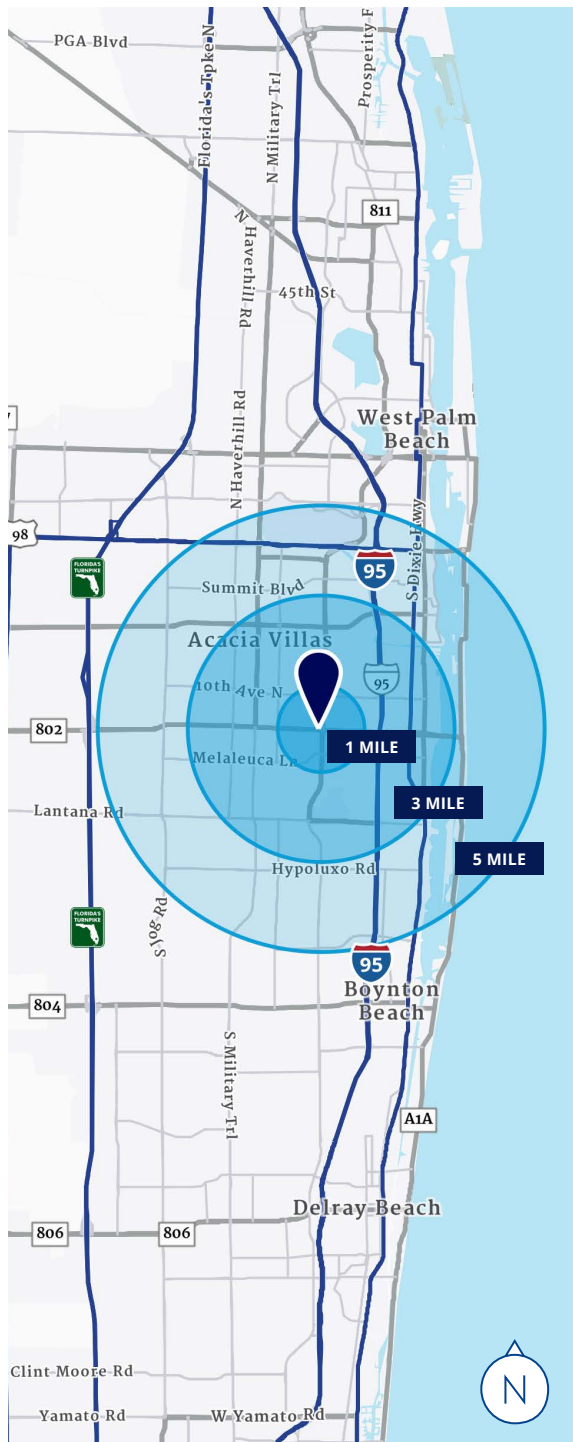 PGA Blvd
Florida's Tpke N
N Military Trl
811
N Haverhill Rd
45th St
N Haverhill Rd
West Palm
Beach
98
S Dixie Hwy
95
FLORIDA'S
TURNPIKE
Summit Blvd
Acacia Villas
10th Ave N
95
802
1 MILE
Melaleuca Ln
3 MILE
Lantana Rd
5 MILE
Hypoluxo Rd
S Jog Rd
FLORIDA'S
TURNPIKE
95
Boynton
Beach
804
S Military Trl
A1A
Delray Beach
806
806
Clint Moore Rd
Yamato Rd
W Yamato Rd
N